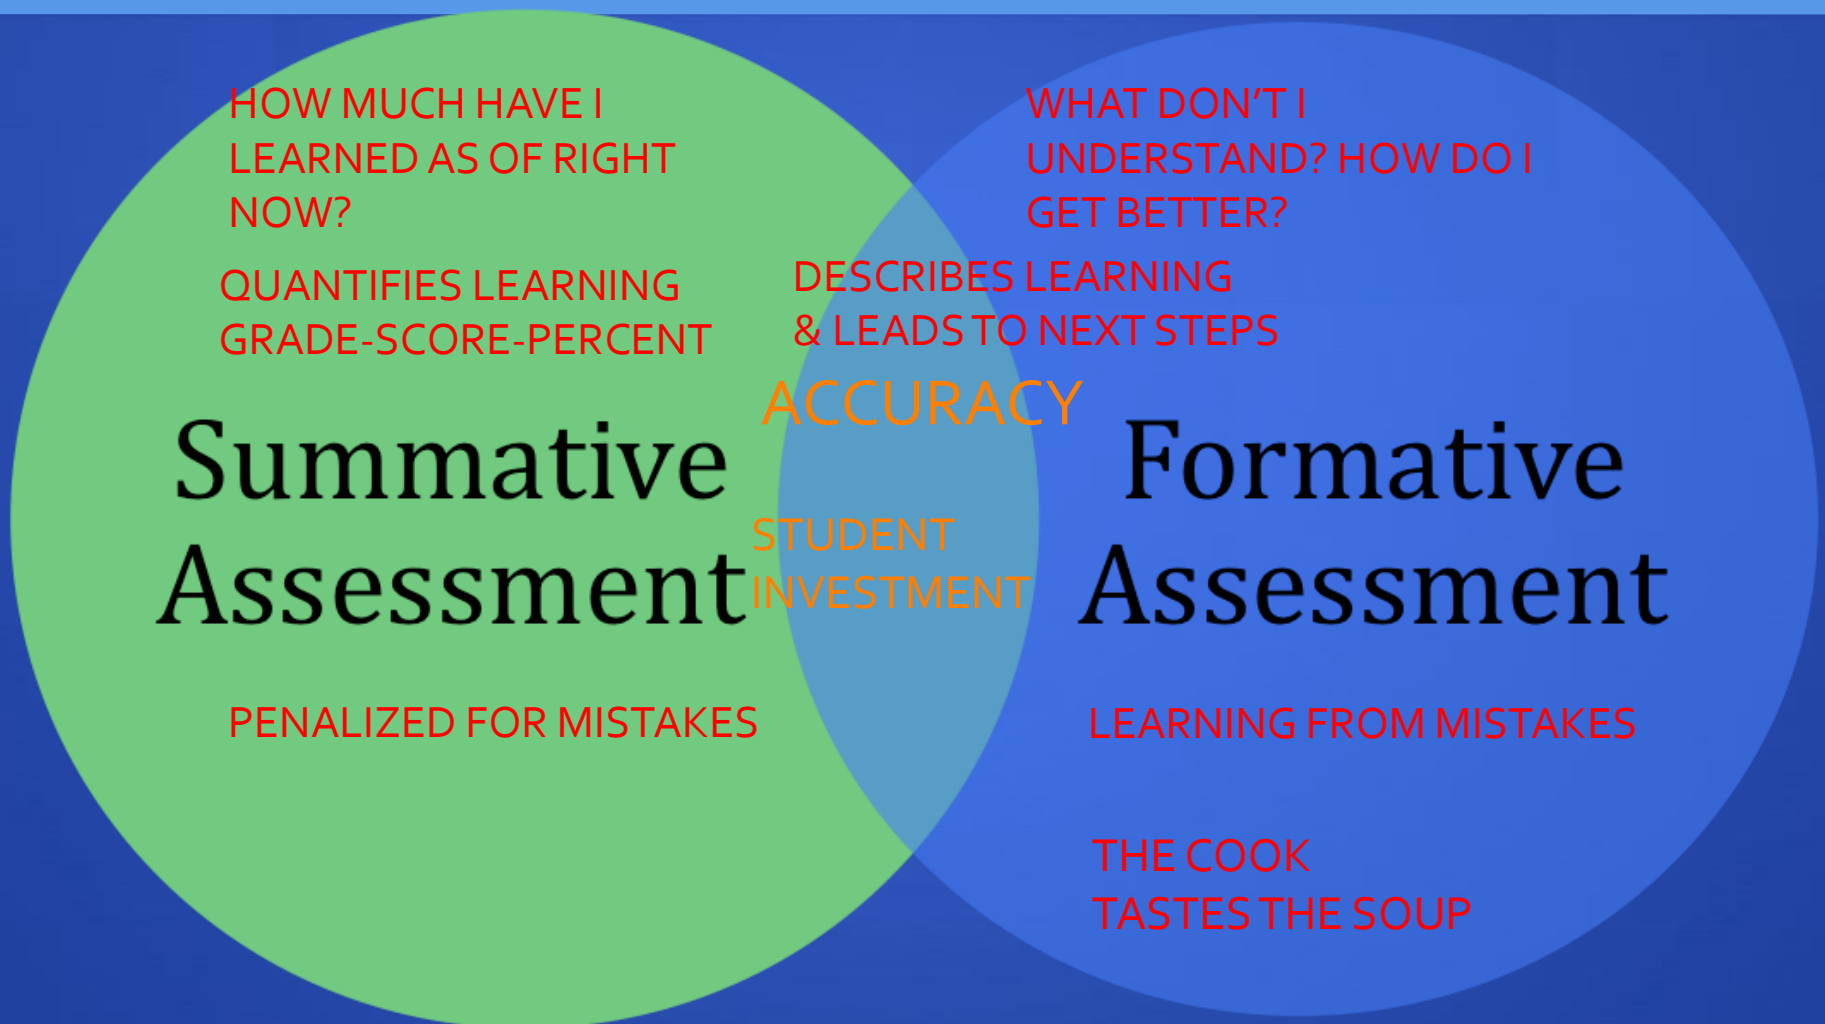 HOW MUCH HAVE I
LEARNED AS OF RIGHT
NOW?
QUANTIFIES LEARNING
GRADE-SCORE-PERCENT
Summative
Assessment
PENALIZED FOR MISTAKES
DESCRIBES LEARNING
& LEADS TO NEXT STEPS
ACCURACY
STUDENT
INVESTMENT
WHAT DON’T I
UNDERSTAND? HOW DO I
GET BETTER?
Formative
Assessment
LEARNING FROM MISTAKES
THE COOK
TASTES THE SOUP